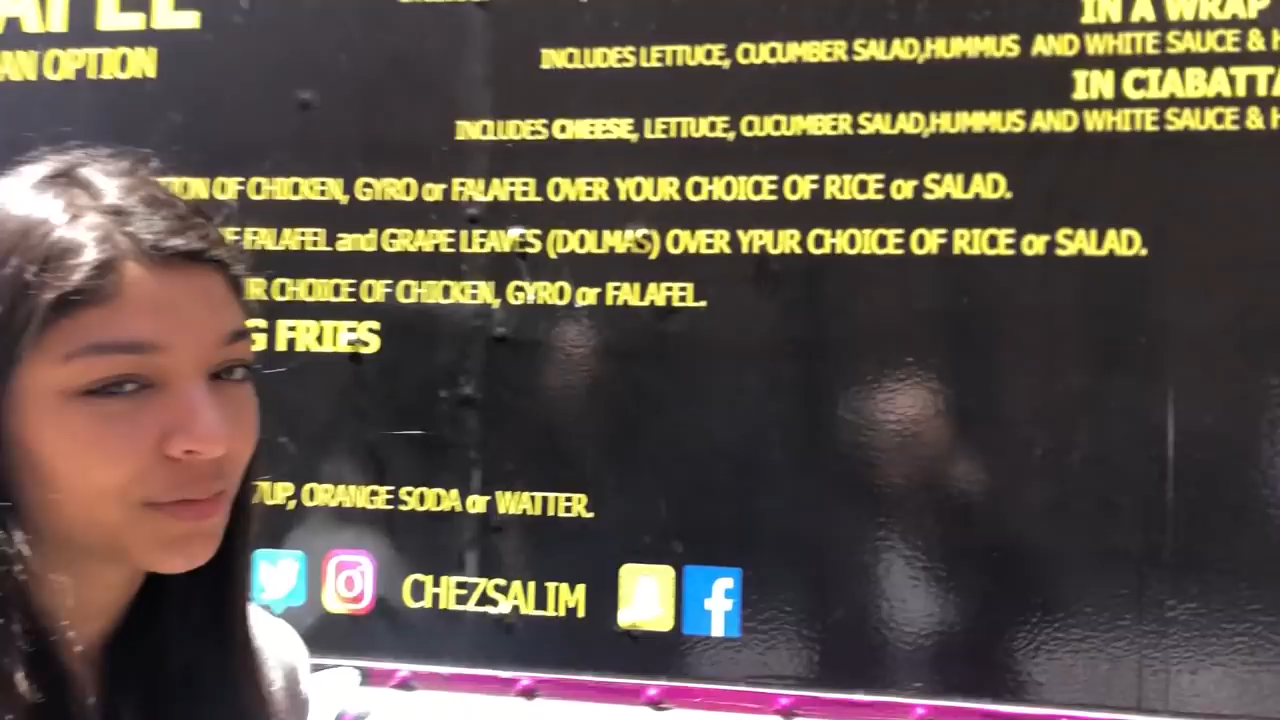 AN OPTION
IN A WRAP
INCLUDES LETTUCE, CUCUMBER SALAD,HUMMUS AND WHITE SAUCE & H
IN CIABATTA
INCLUDES CHEESE, LETTUCE, CUCUMBER SALAD,HUMMUS AND WHITE SAUCE & H
OF CHICKEN, GYRO or FALAFEL OVER YOUR CHOICE OF RICE or SALAD.
FALAFEL and GRAPE LEAVES (DOLMAS) OVER YPUR CHOICE OF RICE or SALAD.
R CHOICE OF CHICKEN, GYRO or FALAFEL.
G FRIES
7UP, ORANGE SODA or WATTER.
CHEZSALIM